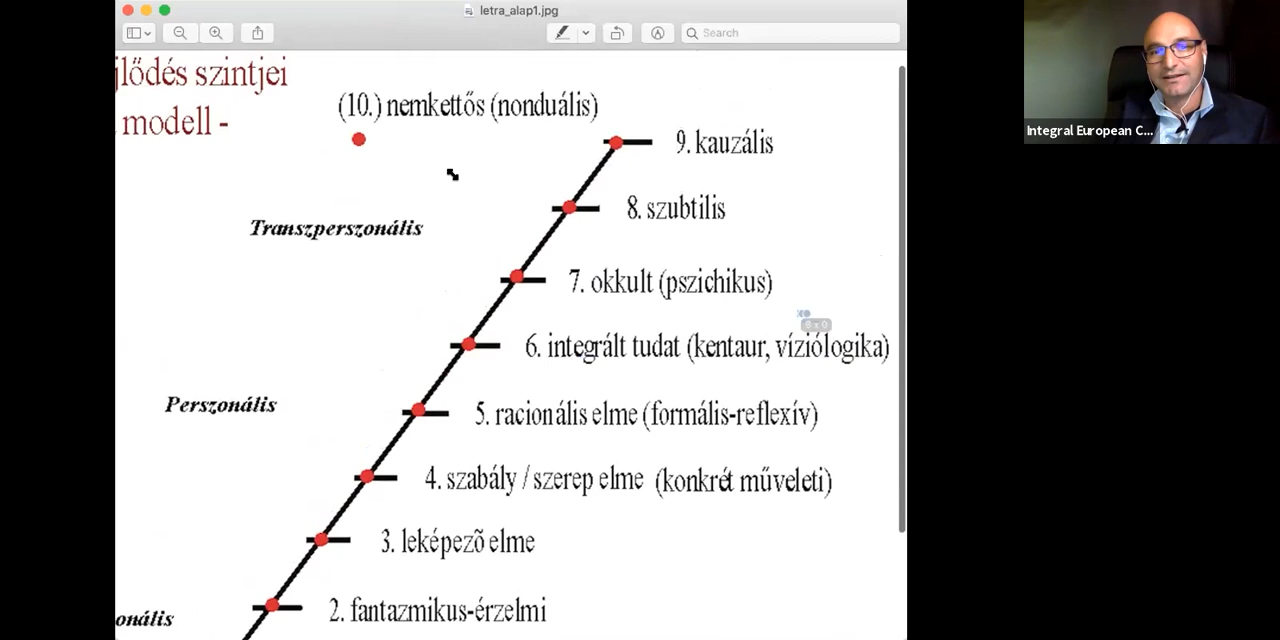 letra_alap1.jpg
Search
jlődés szintjei
modell -
(10.) nemkettős (nonduális)
9. kauzális
8. szubtilis
Transzperszonális
7. okkult (pszichikus)
6. integrált tudat (kentaur, víziólogika)
Perszonális
5. racionális elme (formális-reflexív)
4. szabály / szerep elme (konkrét műveleti)
3. leképezõ elme
2. fantazmikus-érzelmi
onális
Integral European C...